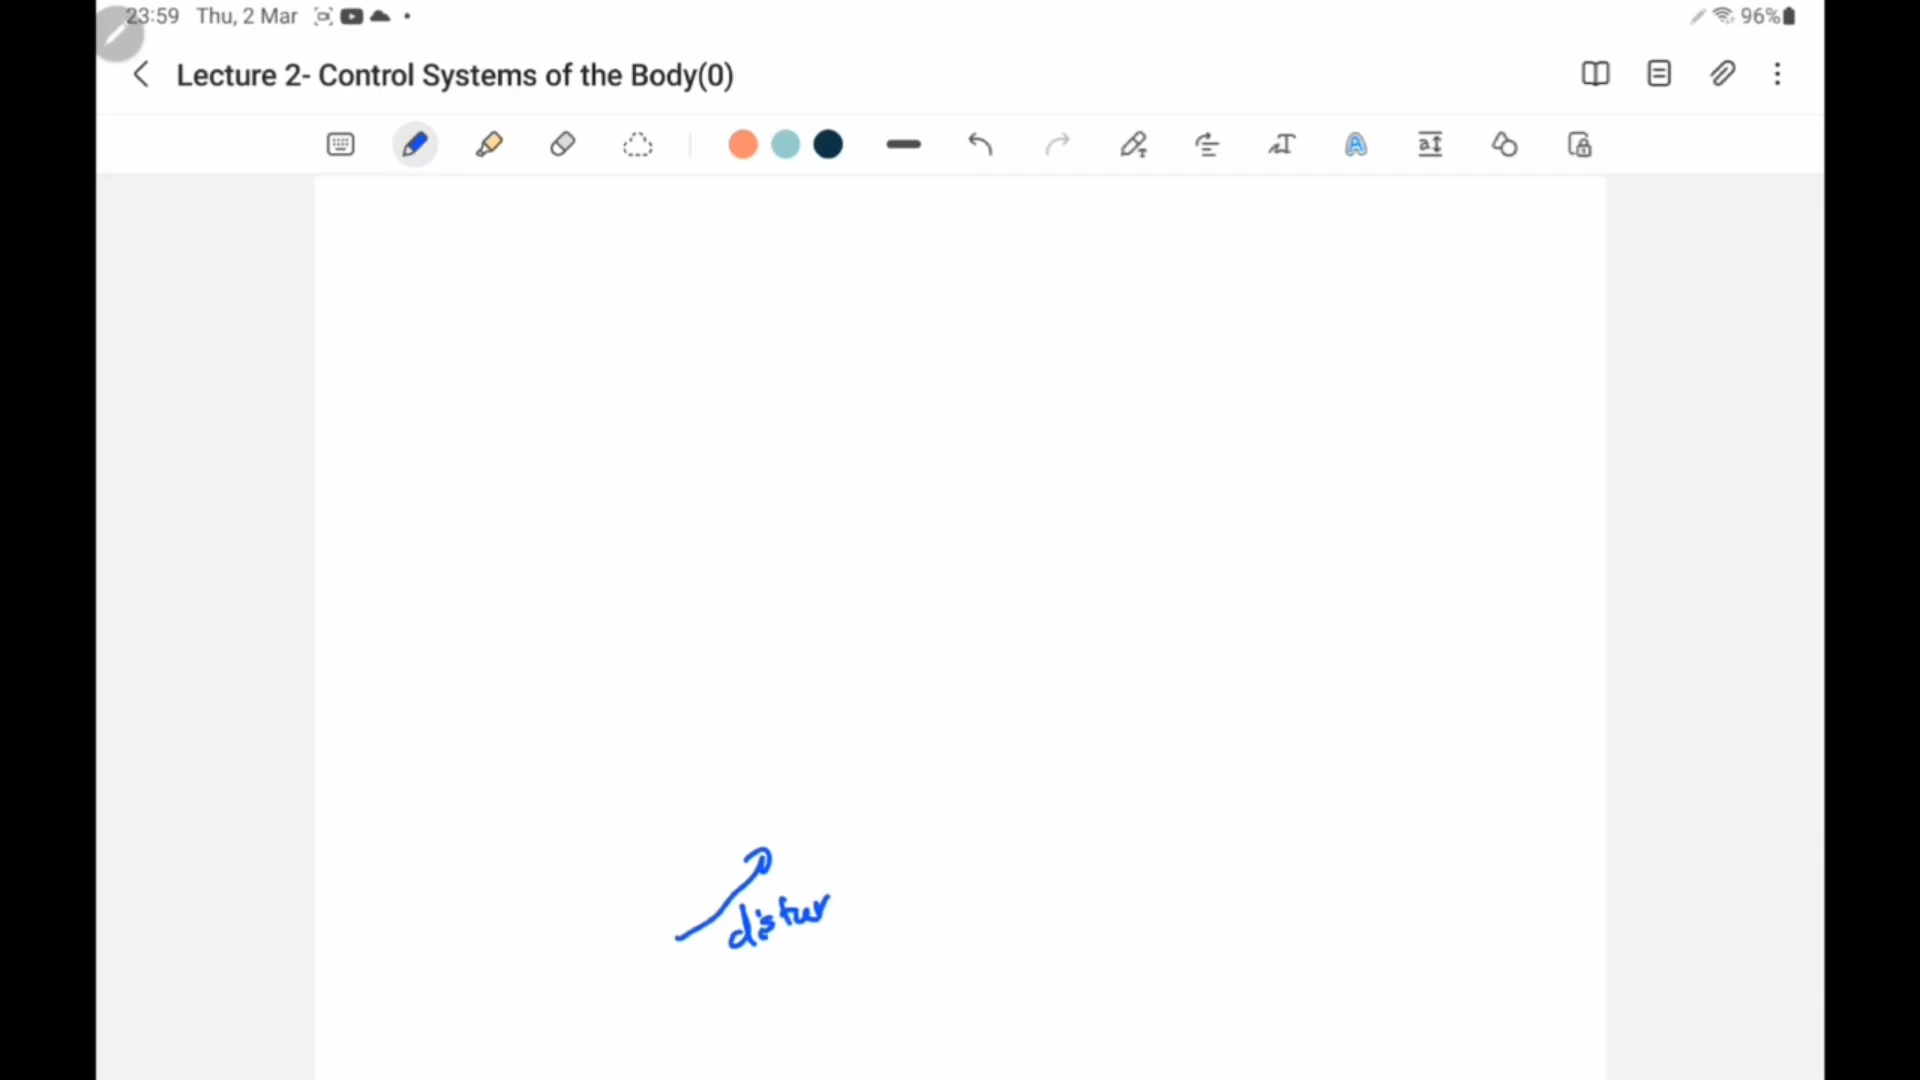 23:59 Thu, 2 Mar
96%
Lecture 2- Control Systems of the Body(0)
distur